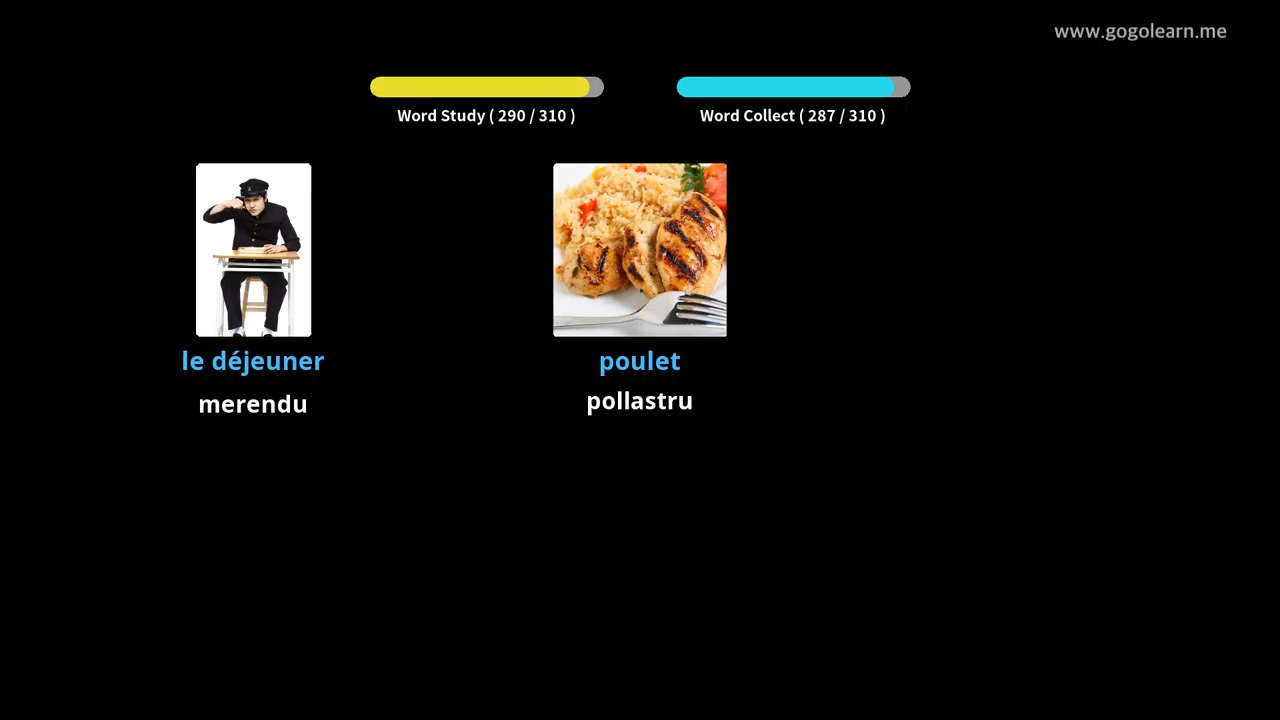 www.gogolearn.me
Word Study ( 290 / 310 )
Word Collect ( 287 / 310 )
le déjeuner
poulet
merendu
pollastru